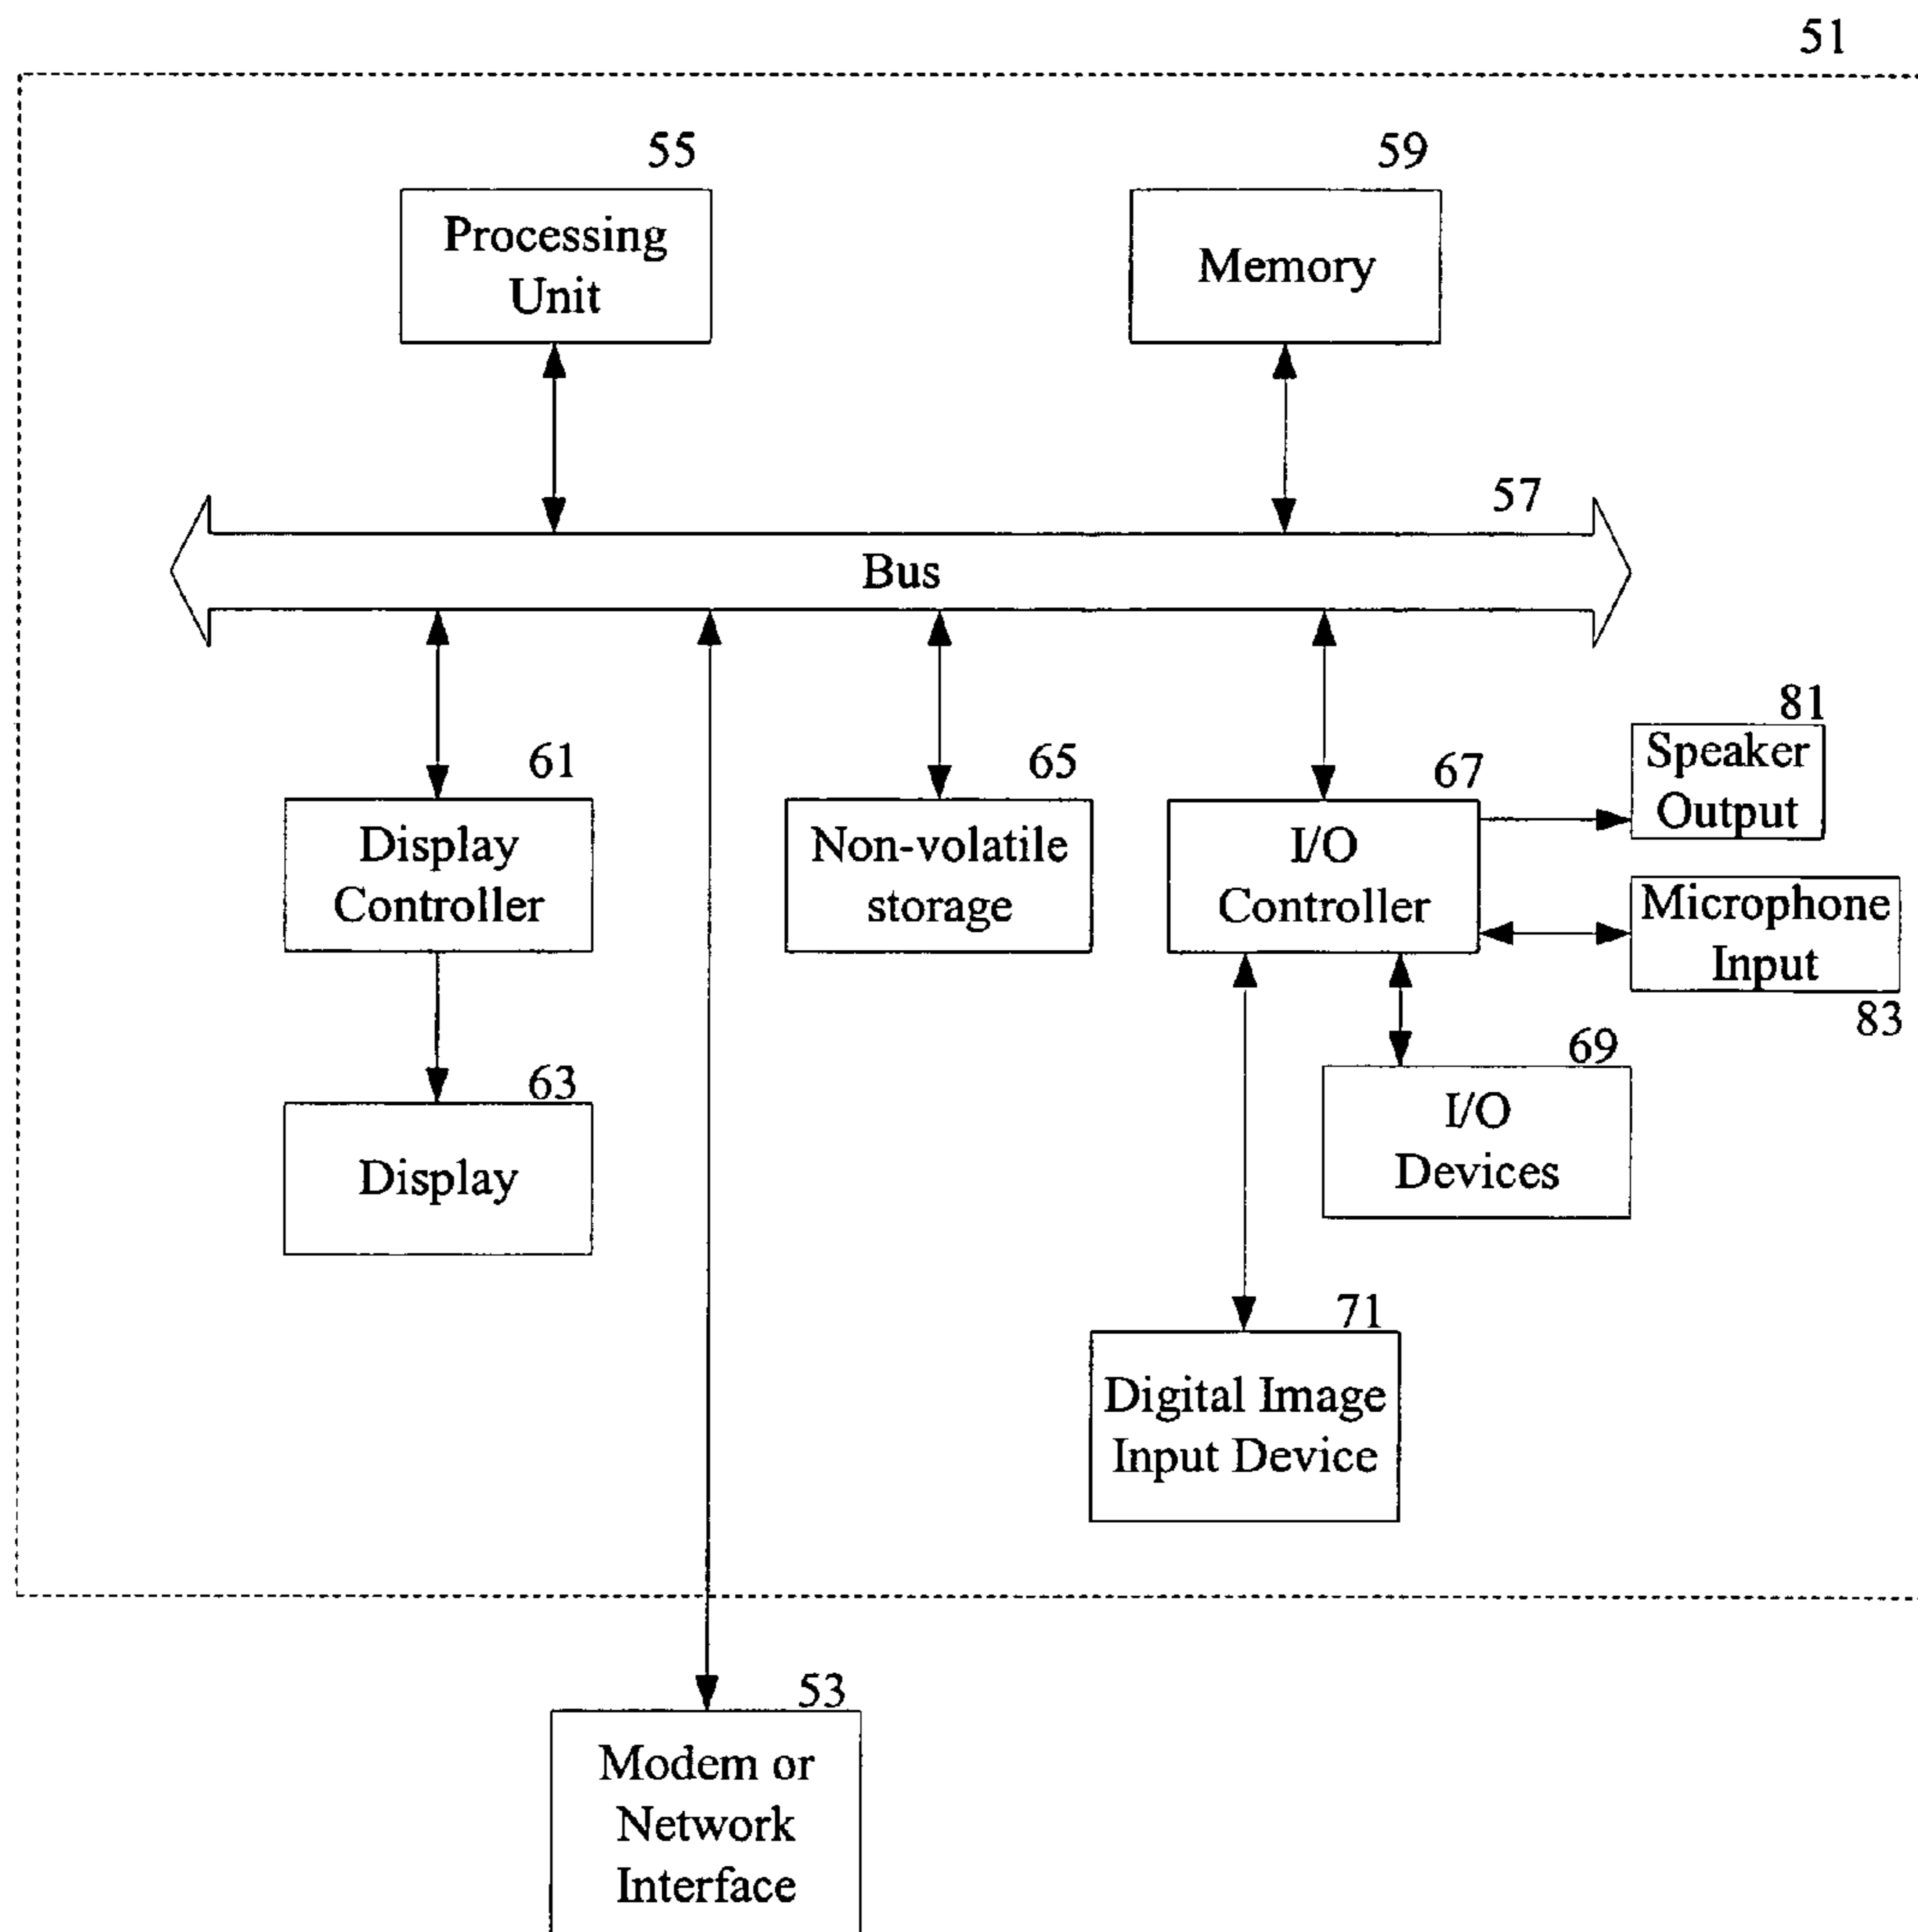 51
55
59
Processing
Unit
Memory
57
Bus
81
Speaker
Output
61
65
67
Display
Controller
Non-volatile
storage
I/O
Controller
Microphone
Input
83
63
69
Display
I/O
Devices
71
Digital Image
Input Device
53
Modem or
Network
Interface